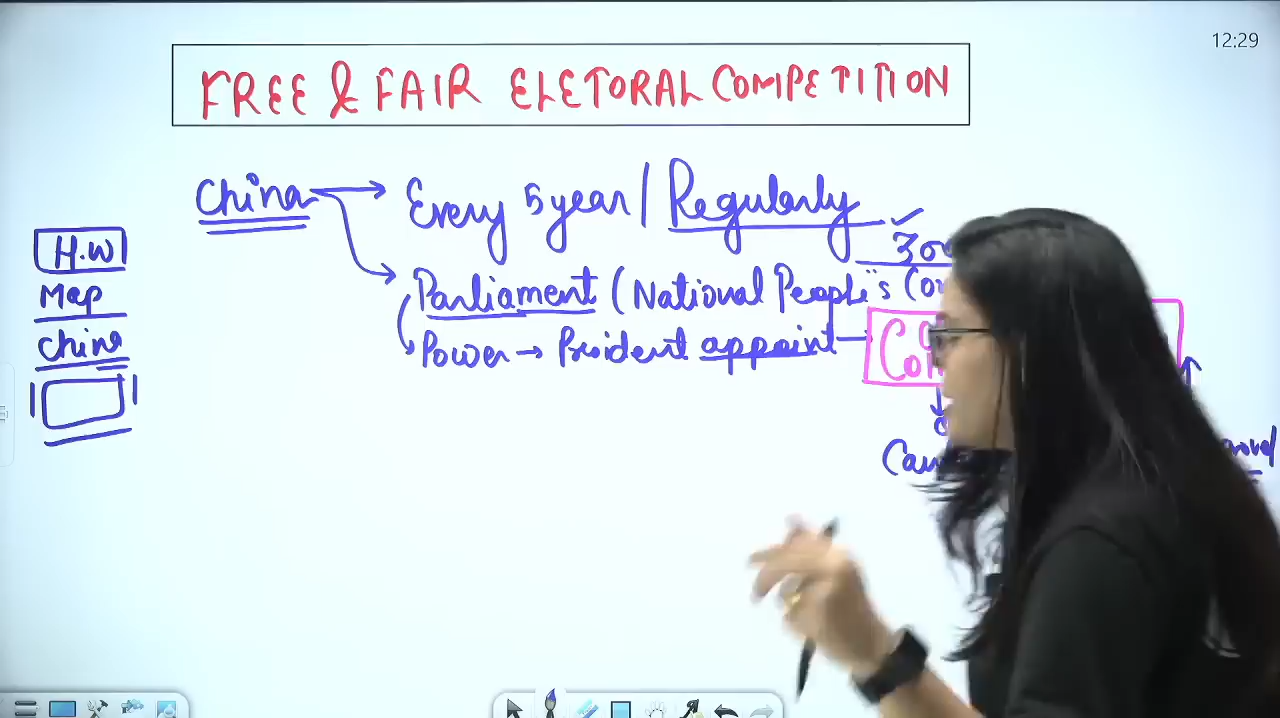 12:29
FREE & FAIR ELETORAL COMPETITION
China → Every 5 year / Regularly ✓
H.W
Map
China
Parliament (National People's
Power → President appoint